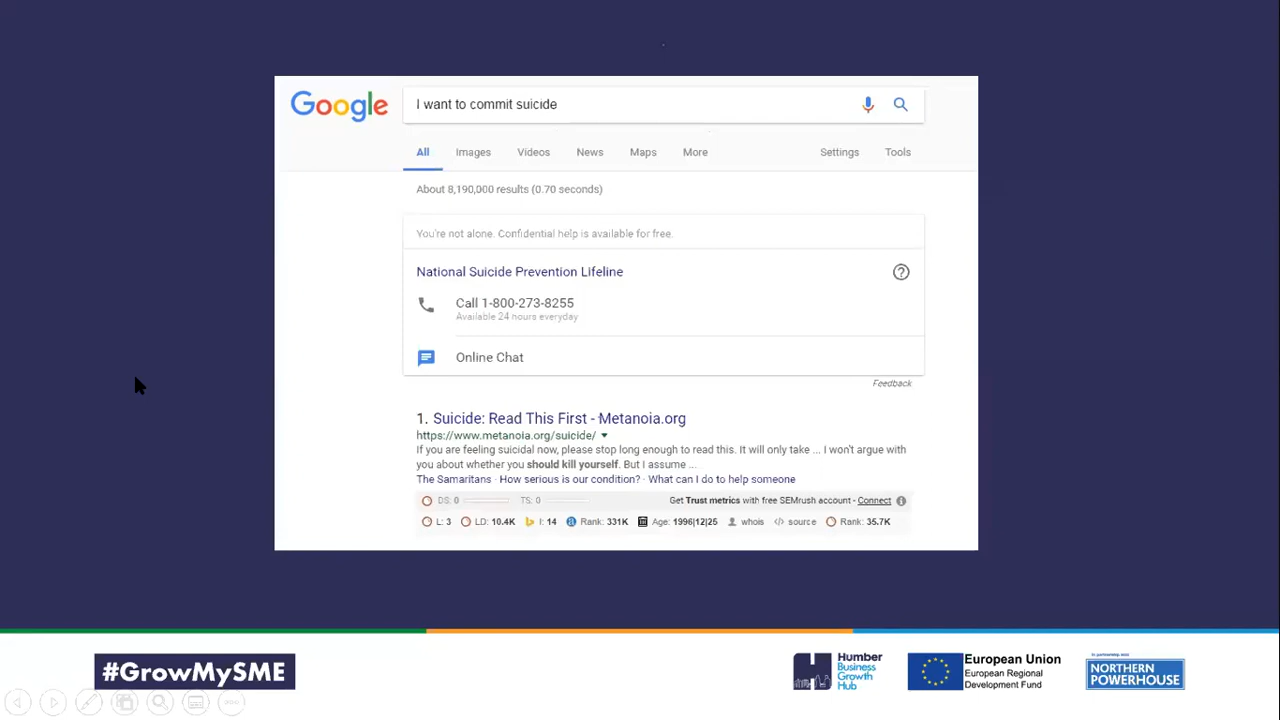 Google
I want to commit suicide
All Images Videos News Maps More Settings Tools
About 8,190,000 results (0.70 seconds)
You're not alone. Confidential help is available for free.
National Suicide Prevention Lifeline
Call 1-800-273-8255
Available 24 hours everyday
Online Chat
Feedback
1. Suicide: Read This First - Metanoia.org
https://www.metanoia.org/suicide/
If you are feeling suicidal now, please stop long enough to read this. It will only take ... I won't argue with
you about whether you should kill yourself. But I assume ...
The Samaritans · How serious is our condition? · What can I do to help someone
DS: 0 TS: 0 Get Trust metrics with free SEMrush account - Connect
L: 3 LD: 10.4K I: 14 Rank: 331K Age: 1996|12|25 whois source Rank: 35.7K
#GrowMySME
Humber
Business
Growth
Hub
European Union
European Regional
Development Fund
In partnership with
NORTHERN
POWERHOUSE